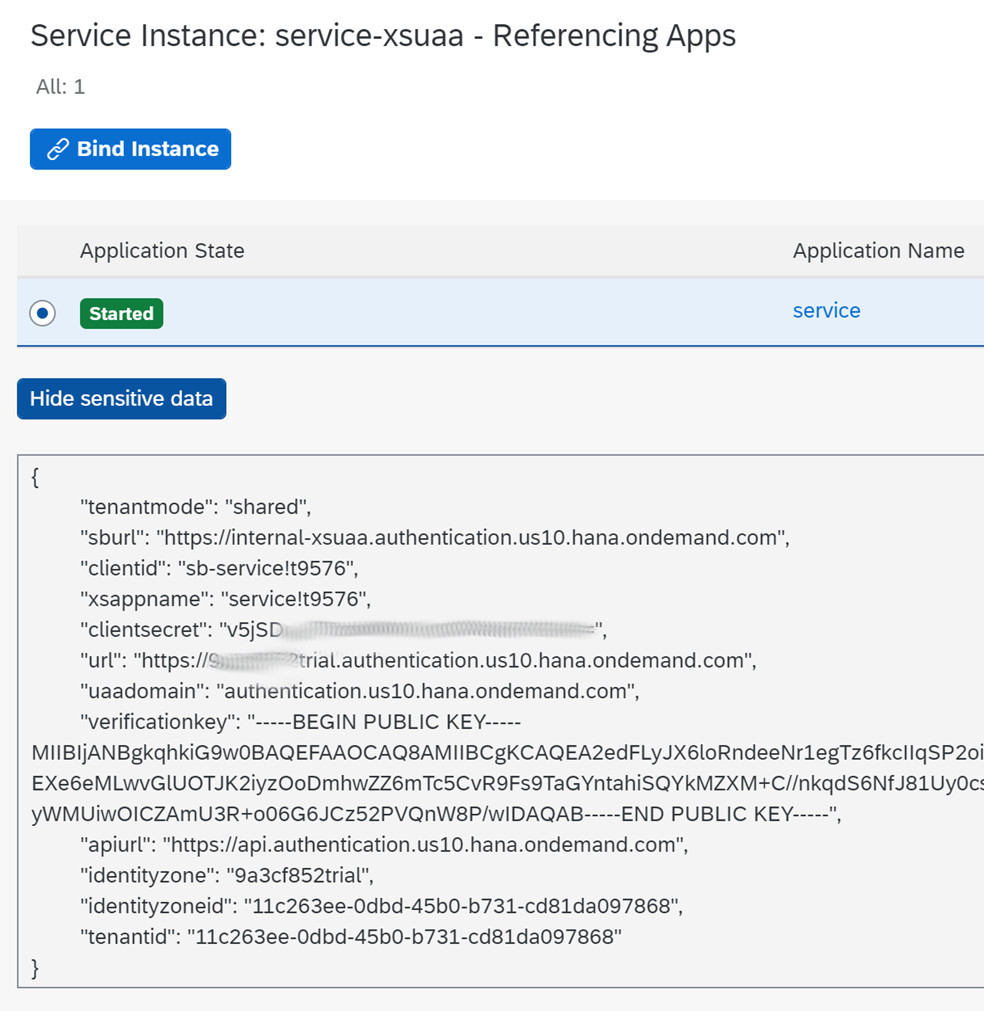 Service Instance: service-xsuaa - Referencing Apps
All: 1
Bind Instance
Application State Application Name
Started service
Hide sensitive data
{
"tenantmode": "shared",
"sburl": "https://internal-xsuaa.authentication.us10.hana.ondemand.com",
"clientid": "sb-service!t9576",
"xsappname": "service!t9576",
"clientsecret": "v5jSD =",
"url": "https://9 trial.authentication.us10.hana.ondemand.com",
"uaadomain": "authentication.us10.hana.ondemand.com",
"verificationkey": "-----BEGIN PUBLIC KEY-----
MIIBIjANBgkqhkiG9w0BAQEFAAOCAQ8AMIIBCgKCAQEA2edFLyJX6loRndeeNr1egTz6fkcIIqSP2oi
EXe6eMLwvGlUOTJK2iyzOoDmhwZZ6mTc5CvR9Fs9TaGYntahiSQYkMZXM+C//nkqdS6NfJ81Uy0cs
yWMUiwOICZAmU3R+o06G6JCz52PVQnW8P/wIDAQAB-----END PUBLIC KEY-----",
"apiurl": "https://api.authentication.us10.hana.ondemand.com",
"identityzone": "9a3cf852trial",
"identityzoneid": "11c263ee-0dbd-45b0-b731-cd81da097868",
"tenantid": "11c263ee-0dbd-45b0-b731-cd81da097868"
}